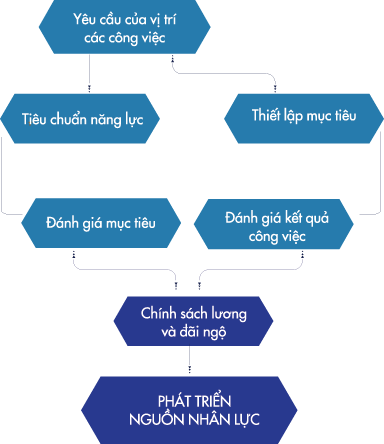 Yêu cầu của vị trí
các công việc
Tiêu chuẩn năng lực
Thiết lập mục tiêu
Đánh giá mục tiêu
Đánh giá kết quả
công việc
Chính sách lương
và đãi ngộ
PHÁT TRIỂN
NGUỒN NHÂN LỰC